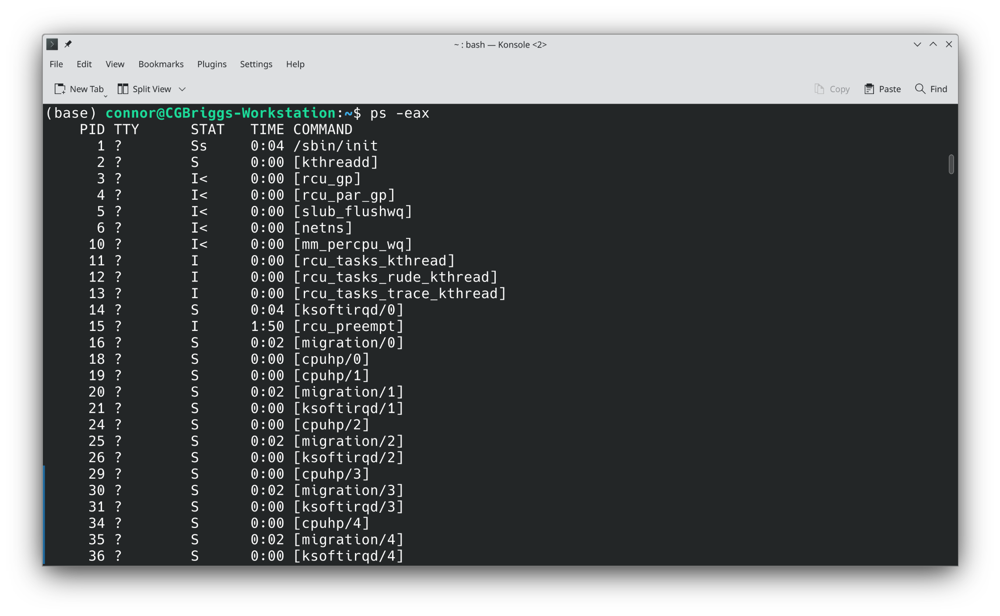 ~ : bash — Konsole <2>
File Edit View Bookmarks Plugins Settings Help
New Tab Split View Copy Paste Find
(base) connor@CGBriggs-Workstation:~$ ps -eax
    PID TTY      STAT   TIME COMMAND
      1 ?        Ss     0:04 /sbin/init
      2 ?        S      0:00 [kthreadd]
      3 ?        I<     0:00 [rcu_gp]
      4 ?        I<     0:00 [rcu_par_gp]
      5 ?        I<     0:00 [slub_flushwq]
      6 ?        I<     0:00 [netns]
     10 ?        I<     0:00 [mm_percpu_wq]
     11 ?        I      0:00 [rcu_tasks_kthread]
     12 ?        I      0:00 [rcu_tasks_rude_kthread]
     13 ?        I      0:00 [rcu_tasks_trace_kthread]
     14 ?        S      0:04 [ksoftirqd/0]
     15 ?        I      1:50 [rcu_preempt]
     16 ?        S      0:02 [migration/0]
     18 ?        S      0:00 [cpuhp/0]
     19 ?        S      0:00 [cpuhp/1]
     20 ?        S      0:02 [migration/1]
     21 ?        S      0:00 [ksoftirqd/1]
     24 ?        S      0:00 [cpuhp/2]
     25 ?        S      0:02 [migration/2]
     26 ?        S      0:00 [ksoftirqd/2]
     29 ?        S      0:00 [cpuhp/3]
     30 ?        S      0:02 [migration/3]
     31 ?        S      0:00 [ksoftirqd/3]
     34 ?        S      0:00 [cpuhp/4]
     35 ?        S      0:02 [migration/4]
     36 ?        S      0:00 [ksoftirqd/4]